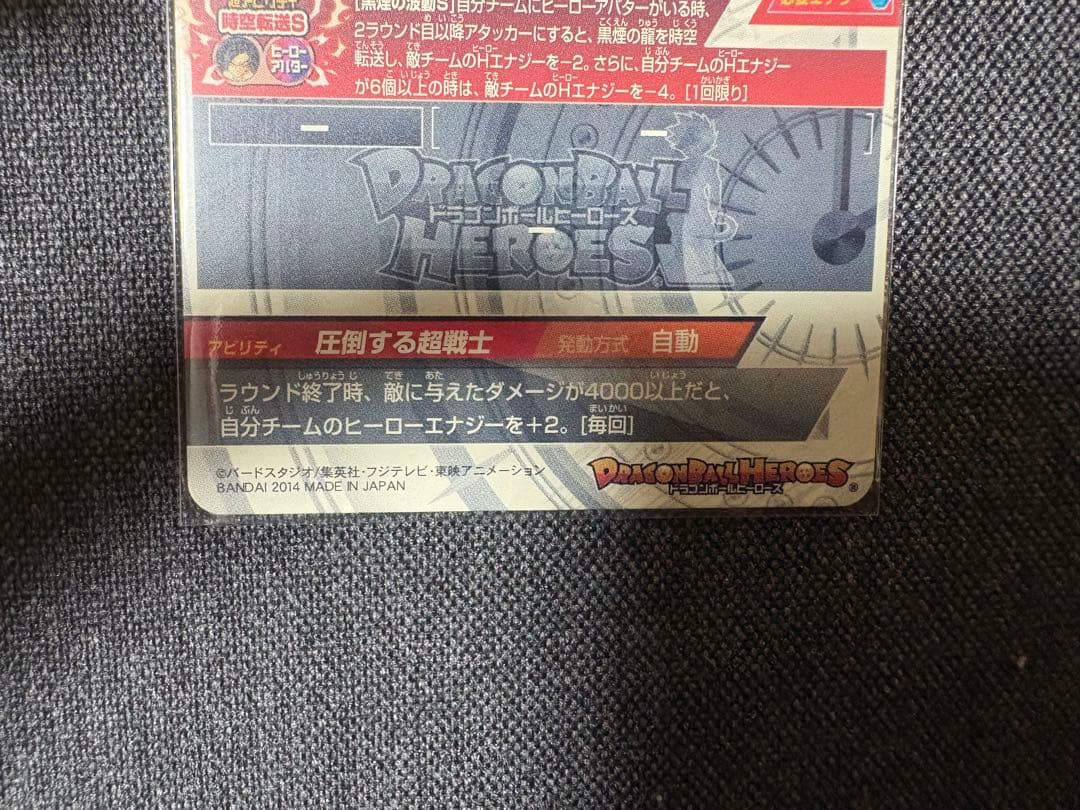 時空転送S
ヒーロー
アバター
[黒煙の波動S]自分チームにヒーローアバターがいる時、
2ラウンド目以降アタッカーにすると、黒煙の龍を時空
転送し、敵チームのHエナジーを−2。さらに、自分チームのHエナジー
が6個以上の時は、敵チームのHエナジーを−4。[1回限り]
ー
[ ー ]
DRAGONBALL
ドラゴンボールヒーローズ
HEROES
ー
アビリティ 圧倒する超戦士 発動方式 自動
ラウンド終了時、敵に与えたダメージが4000以上だと、
自分チームのヒーローエナジーを+2。[毎回]
©バードスタジオ/集英社・フジテレビ・東映アニメーション
BANDAI 2014 MADE IN JAPAN
DRAGONBALL HEROES
ドラゴンボールヒーローズ ®